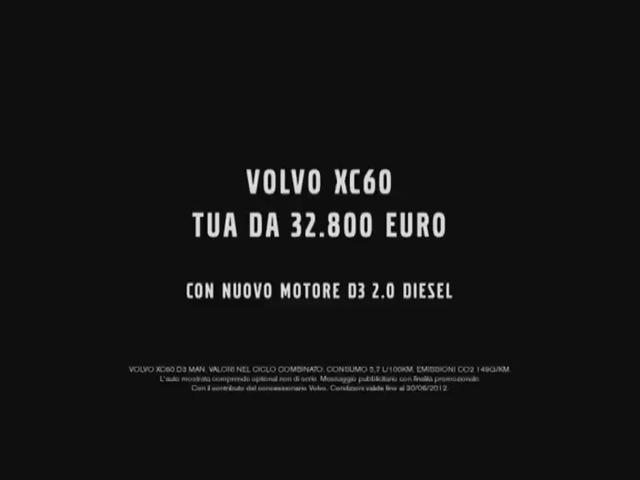 VOLVO XC60
TUA DA 32.800 EURO
CON NUOVO MOTORE D3 2.0 DIESEL
VOLVO XC60 D3 MAN. VALORI NEL CICLO COMBINATO. CONSUMO 5,7 L/100KM. EMISSIONI CO2 149G/KM.
L'auto mostrata comprende optional non di serie. Messaggio pubblicitario con finalità promozionale.
Con il contributo dei concessionario Volvo. Condizioni valide fino al 30/06/2012.